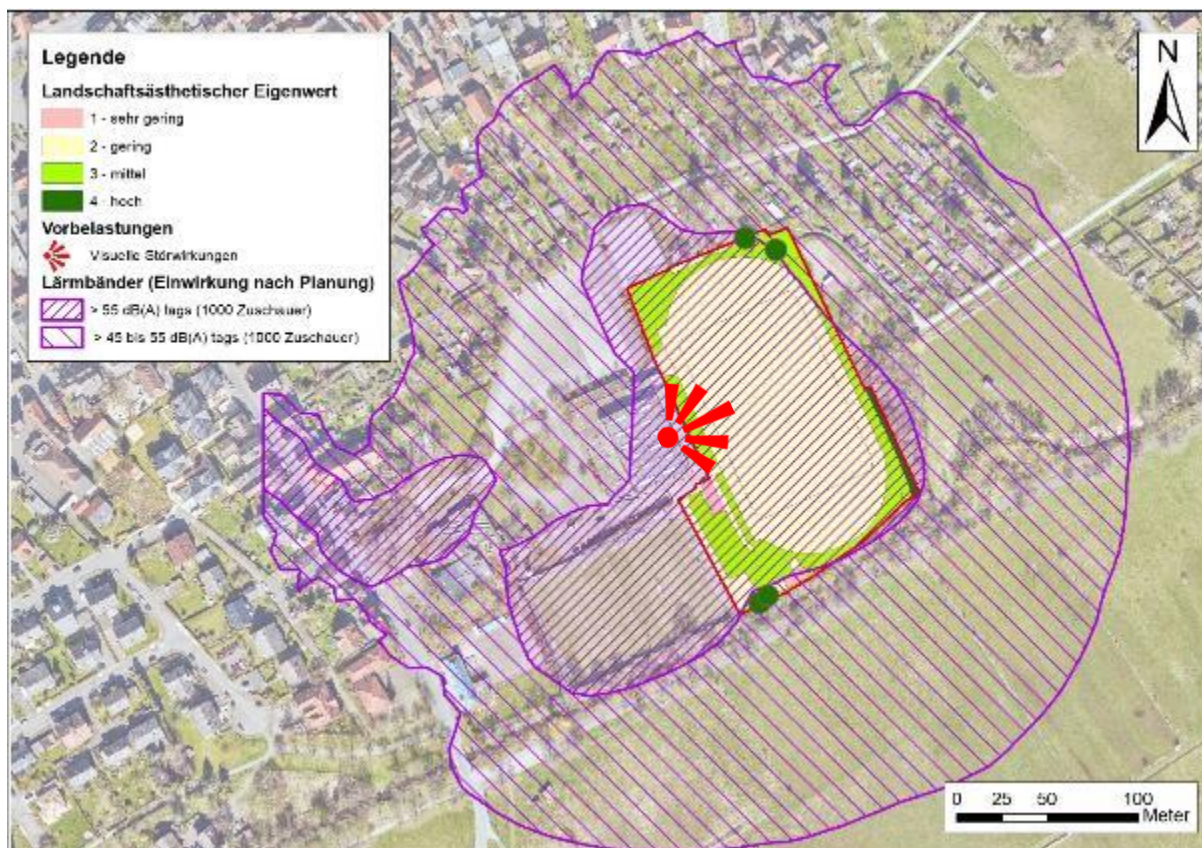 Legende
Landschaftsästhetischer Eigenwert
1 - sehr gering
2 - gering
3 - mittel
4 - hoch
Vorbelastungen
Visuelle Störwirkungen
Lärmbänder (Einwirkung nach Planung)
> 55 dB(A) tags (1000 Zuschauer)
> 45 bis 55 dB(A) tags (1000 Zuschauer)
N
0 25 50 100
Meter